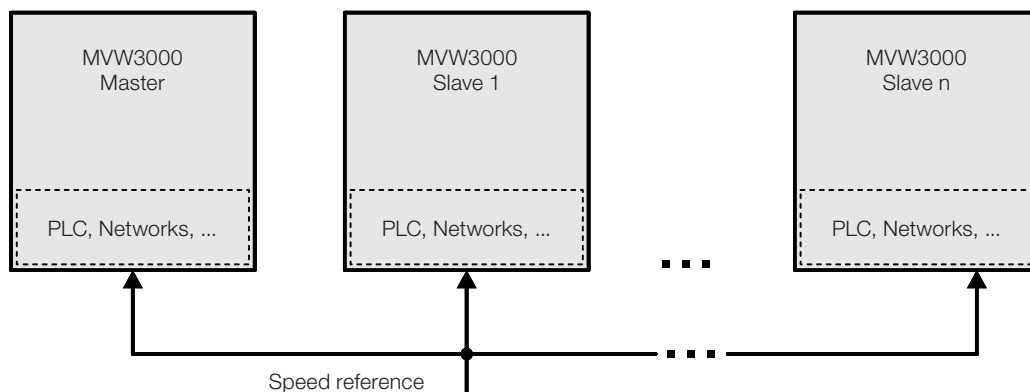 MVW3000
Master
MVW3000
Slave 1
MVW3000
Slave n
PLC, Networks, ...
PLC, Networks, ...
PLC, Networks, ...
Speed reference